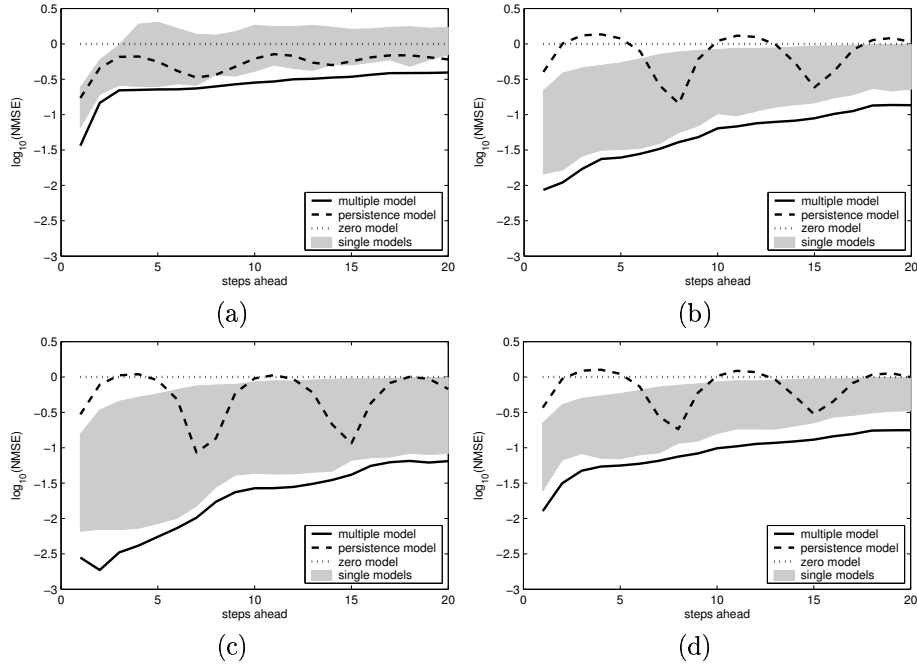 0.5
0
−0.5
−1
−1.5
−2
−2.5
−3
log10(NMSE)
multiple model
persistence model
zero model
single models
0 5 10 15 20
steps ahead
(a)
0.5
0
−0.5
−1
−1.5
−2
−2.5
−3
log10(NMSE)
multiple model
persistence model
zero model
single models
0 5 10 15 20
steps ahead
(b)
0.5
0
−0.5
−1
−1.5
−2
−2.5
−3
log10(NMSE)
multiple model
persistence model
zero model
single models
0 5 10 15 20
steps ahead
(c)
0.5
0
−0.5
−1
−1.5
−2
−2.5
−3
log10(NMSE)
multiple model
persistence model
zero model
single models
0 5 10 15 20
steps ahead
(d)